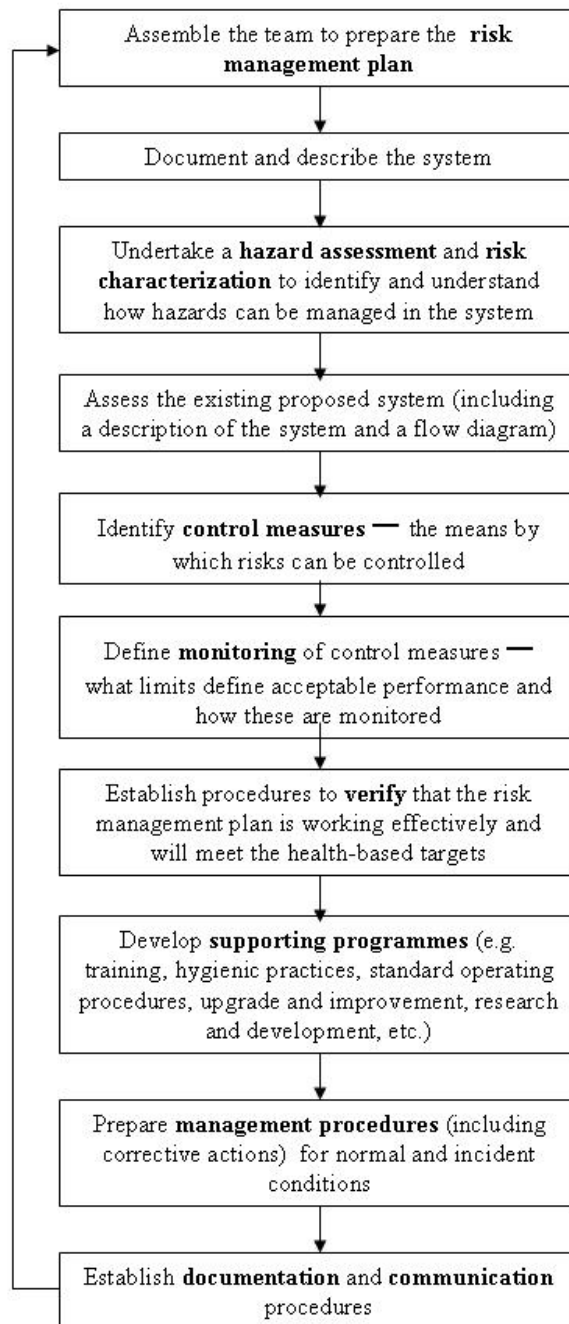 Assemble the team to prepare the risk
management plan
Document and describe the system
Undertake a hazard assessment and risk
characterization to identify and understand
how hazards can be managed in the system
Assess the existing proposed system (including
a description of the system and a flow diagram)
Identify control measures — the means by
which risks can be controlled
Define monitoring of control measures —
what limits define acceptable performance and
how these are monitored
Establish procedures to verify that the risk
management plan is working effectively and
will meet the health-based targets
Develop supporting programmes (e.g.
training, hygienic practices, standard operating
procedures, upgrade and improvement, research
and development, etc.)
Prepare management procedures (including
corrective actions) for normal and incident
conditions
Establish documentation and communication
procedures